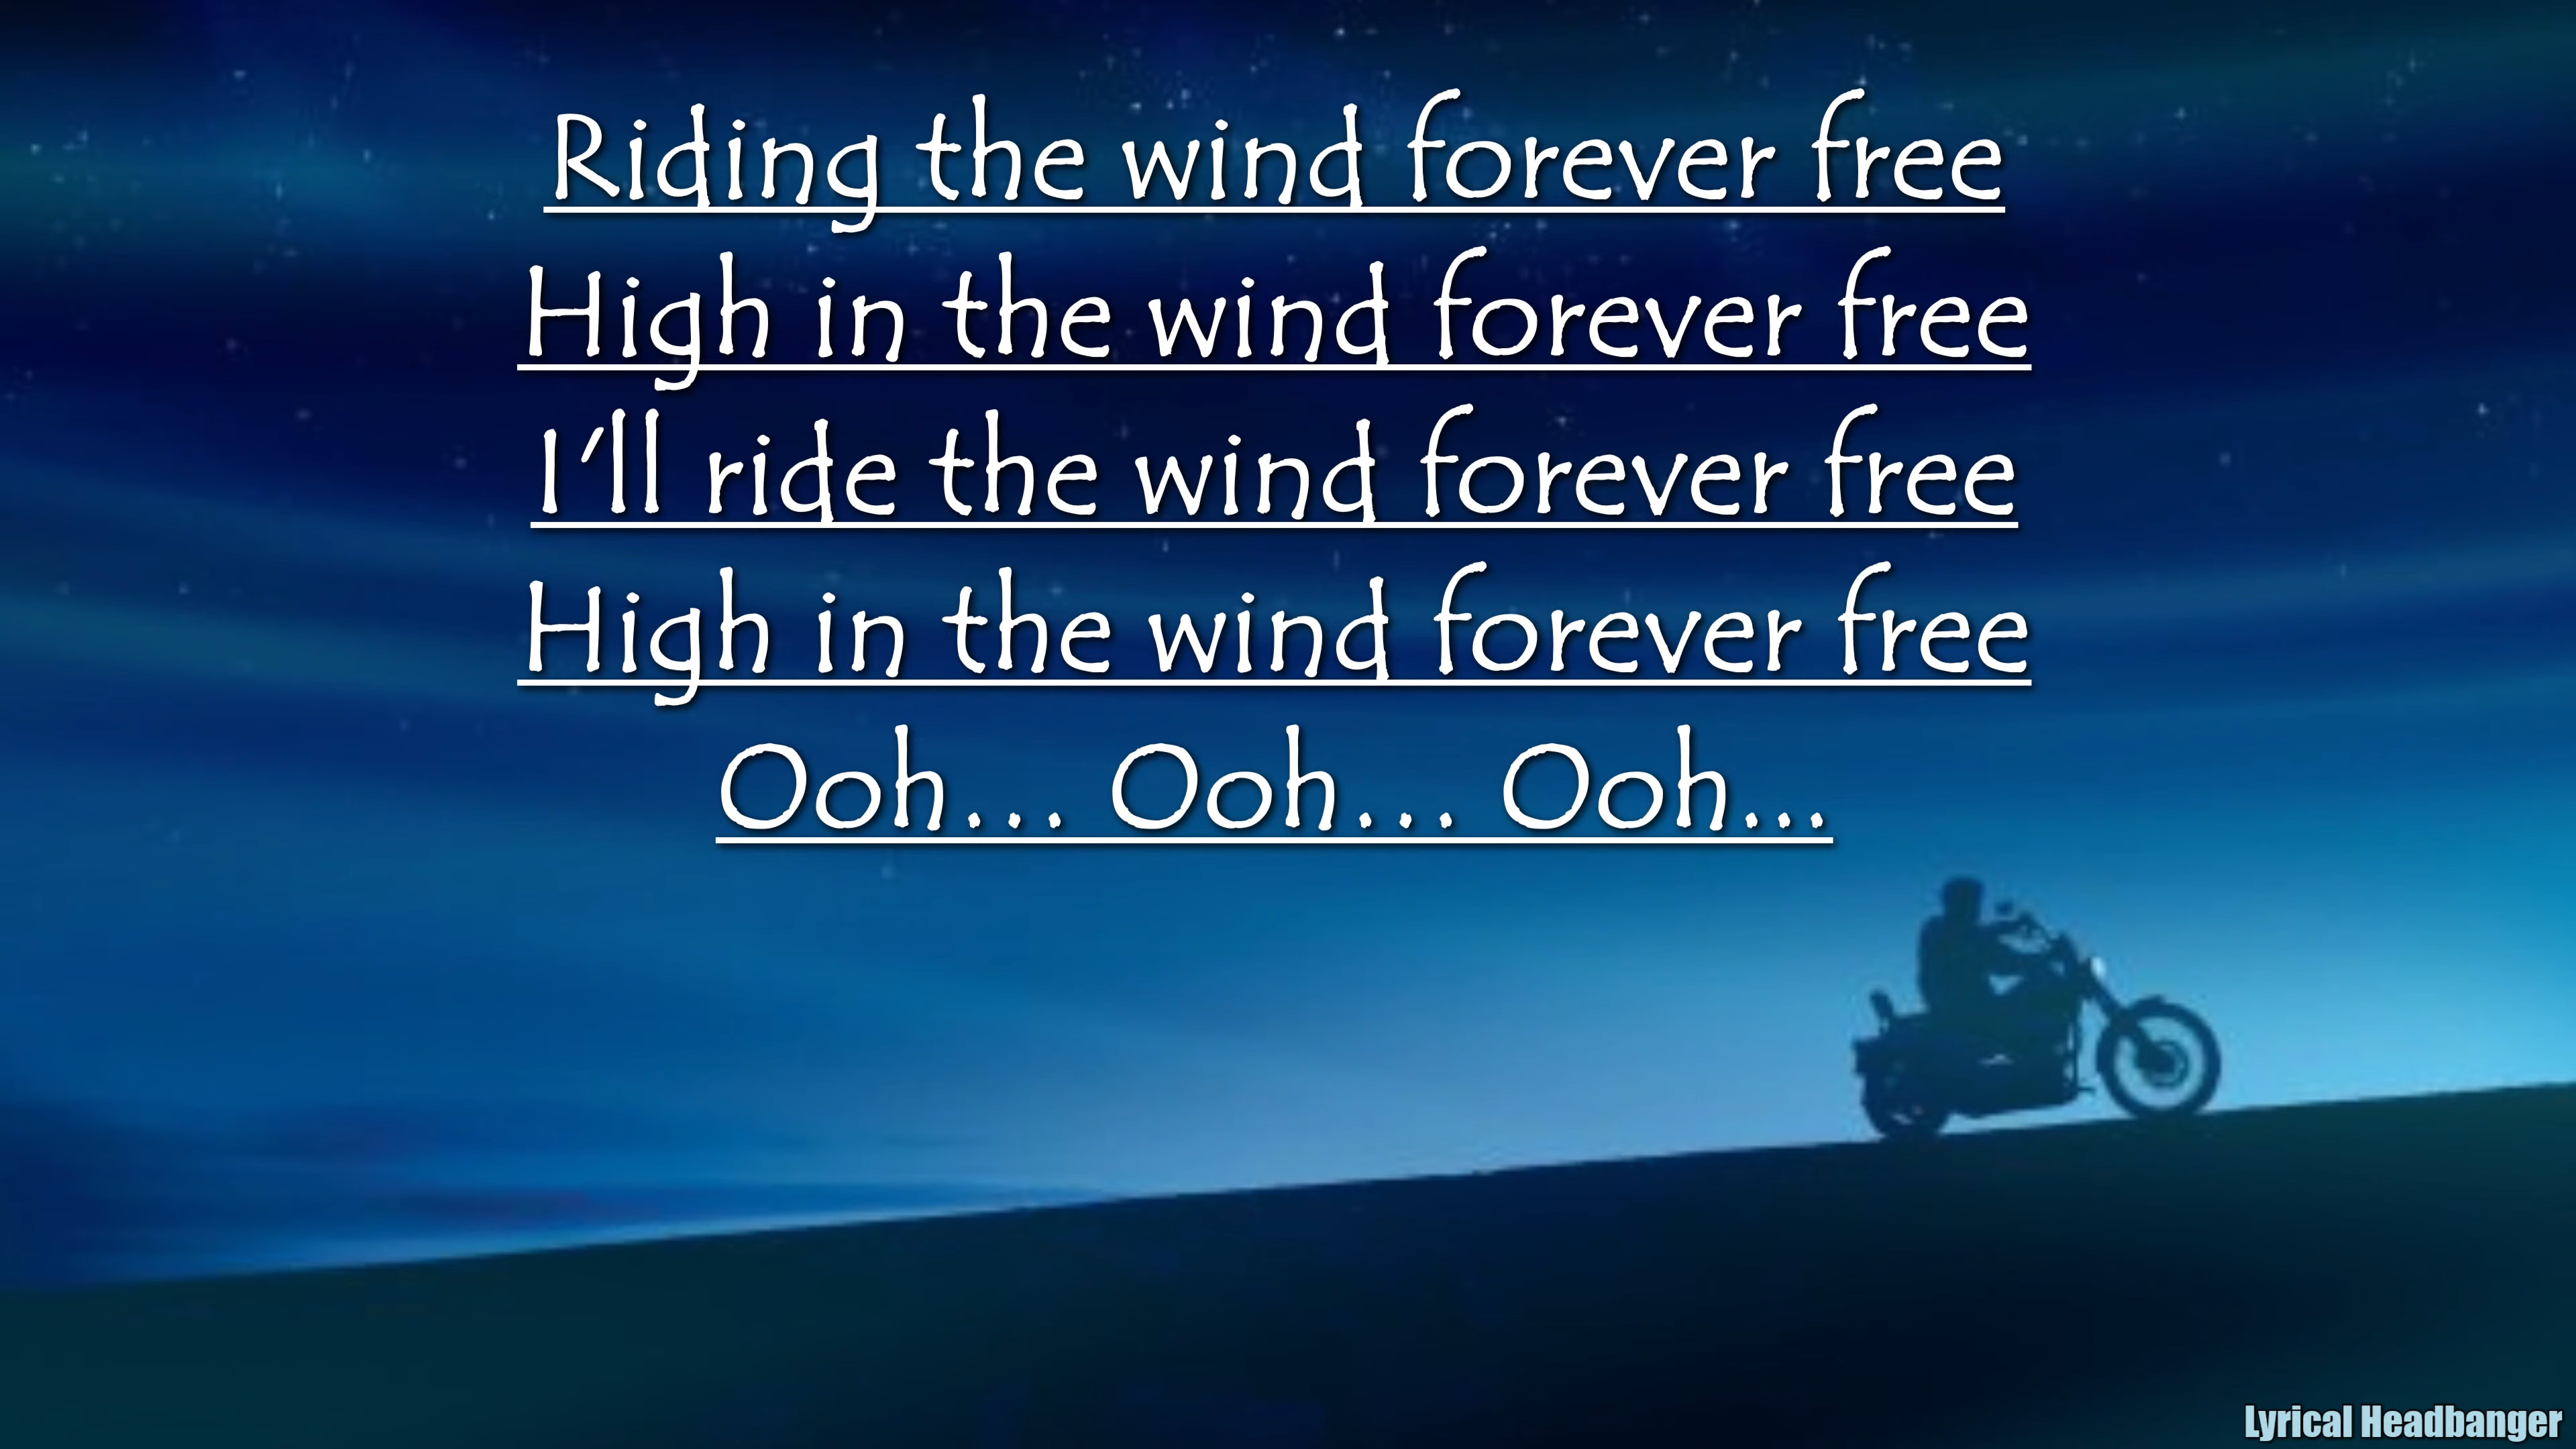 Riding the wind forever free
High in the wind forever free
I'll ride the wind forever free
High in the wind forever free
Ooh... Ooh... Ooh...
Lyrical Headbanger